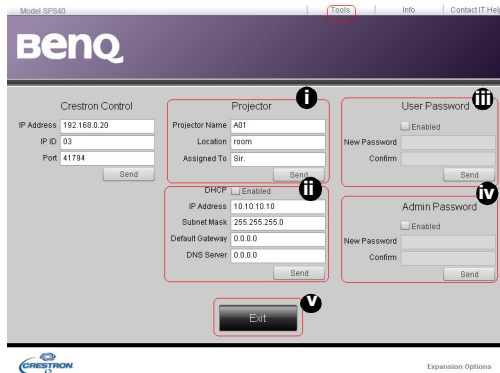 Model SP840 Tools Info Contact IT Help
BenQ
Crestron Control
IP Address 192.168.0.20
IP ID 03
Port 41794
Send
i
Projector
Projector Name A01
Location room
Assigned To Sir.
Send
ii
DHCP Enabled
IP Address 10.10.10.10
Subnet Mask 255.255.255.0
Default Gateway 0.0.0.0
DNS Server 0.0.0.0
Send
iii
User Password
Enabled
New Password
Confirm
Send
iv
Admin Password
Enabled
New Password
Confirm
Send
v
Exit
CRESTRON
Expansion Options